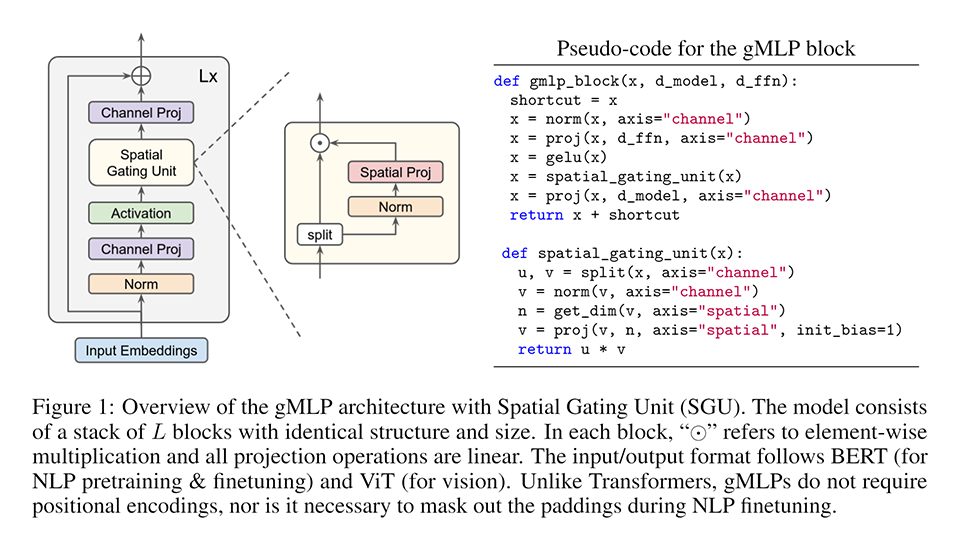 Lx
Channel Proj
Spatial
Gating Unit
Activation
Channel Proj
Norm
Input Embeddings
Spatial Proj
Norm
split
Pseudo-code for the gMLP block
def gmlp_block(x, d_model, d_ffn):
shortcut = x
x = norm(x, axis="channel")
x = proj(x, d_ffn, axis="channel")
x = gelu(x)
x = spatial_gating_unit(x)
x = proj(x, d_model, axis="channel")
return x + shortcut
def spatial_gating_unit(x):
u, v = split(x, axis="channel")
v = norm(v, axis="channel")
n = get_dim(v, axis="spatial")
v = proj(v, n, axis="spatial", init_bias=1)
return u * v
Figure 1: Overview of the gMLP architecture with Spatial Gating Unit (SGU). The model consists
of a stack of L blocks with identical structure and size. In each block, “⊙” refers to element-wise
multiplication and all projection operations are linear. The input/output format follows BERT (for
NLP pretraining & finetuning) and ViT (for vision). Unlike Transformers, gMLPs do not require
positional encodings, nor is it necessary to mask out the paddings during NLP finetuning.